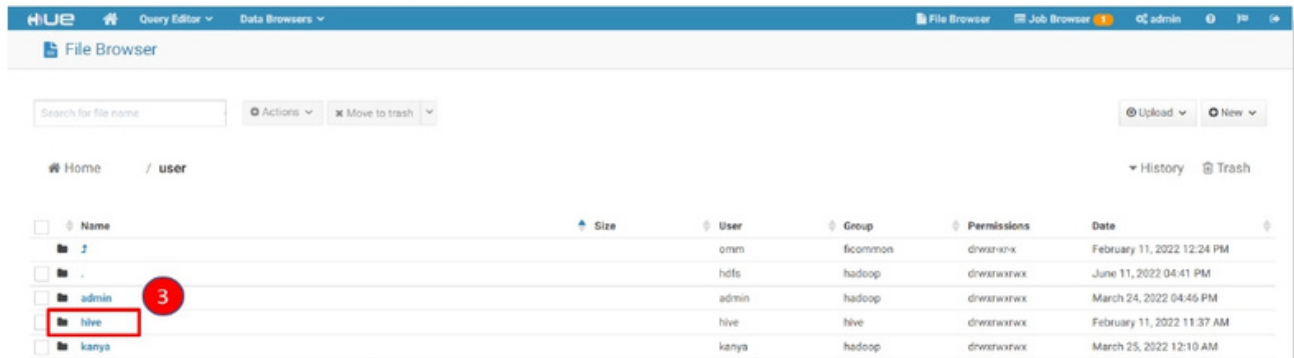 HUE Query Editor Data Browsers File Browser Job Browser 1 admin
File Browser
Search for file name Actions Move to trash Upload New
Home / user History Trash
Name Size User Group Permissions Date
omm ficommon drwxr-xr-x February 11, 2022 12:24 PM
. hdfs hadoop drwxrwxrwx June 11, 2022 04:41 PM
admin 3 admin hadoop drwxrwxrwx March 24, 2022 04:46 PM
hive hive hive drwxrwxrwx February 11, 2022 11:37 AM
kanya kanya hadoop drwxrwxrwx March 25, 2022 12:10 AM